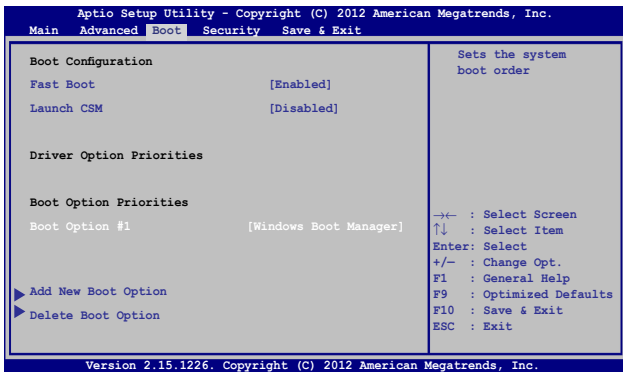 Aptio Setup Utility - Copyright (C) 2012 American Megatrends, Inc.
Main Advanced Boot Security Save & Exit
Boot Configuration
Fast Boot [Enabled]
Launch CSM [Disabled]
Driver Option Priorities
Boot Option Priorities
Boot Option #1 [Windows Boot Manager]
Add New Boot Option
Delete Boot Option
Sets the system
boot order
→← : Select Screen
↑↓ : Select Item
Enter: Select
+/— : Change Opt.
F1 : General Help
F9 : Optimized Defaults
F10 : Save & Exit
ESC : Exit
Version 2.15.1226. Copyright (C) 2012 American Megatrends, Inc.